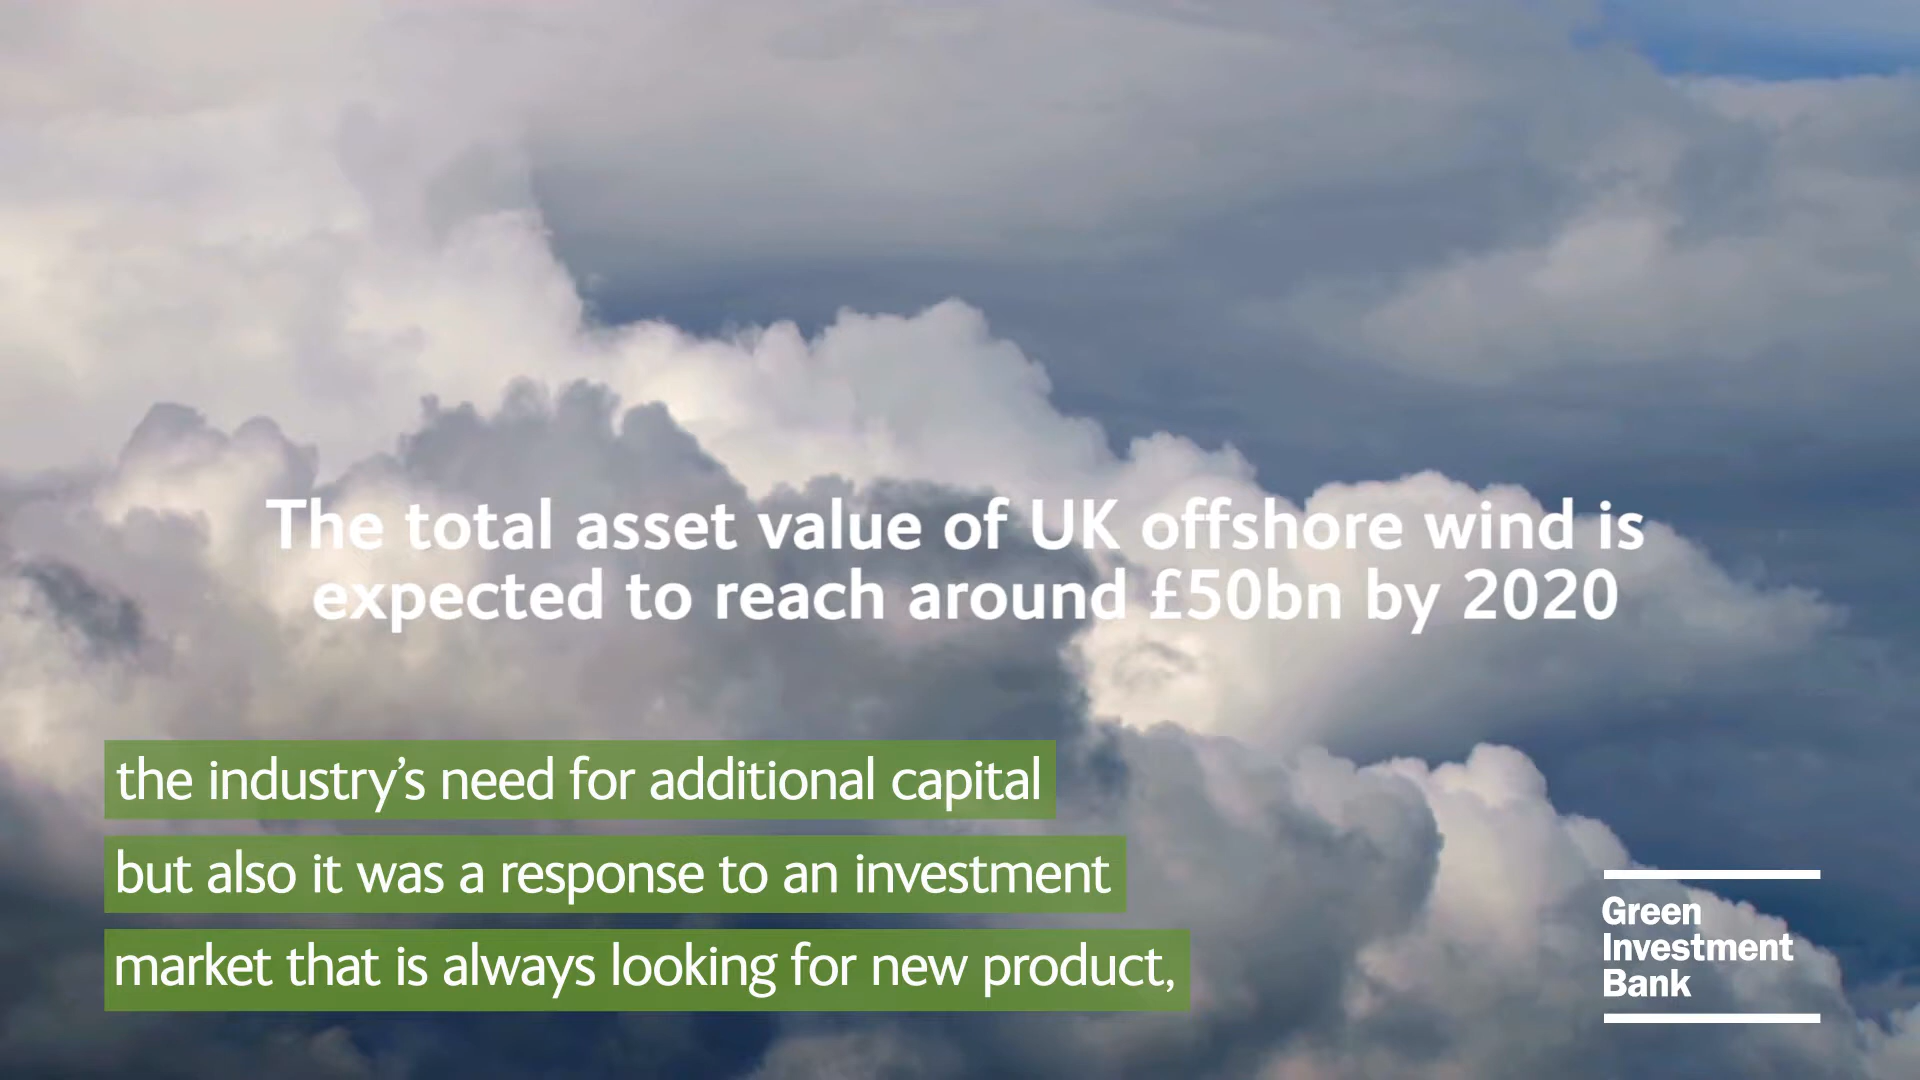 The total asset value of UK offshore wind is
expected to reach around £50bn by 2020
the industry’s need for additional capital
but also it was a response to an investment
market that is always looking for new product,
Green
Investment
Bank